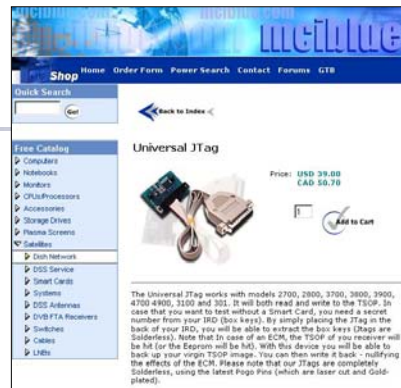 mciblue
Shop
Home Order Form Power Search Contact Forums GTB
Quick Search
Go!
Back to Index
Free Catalog
Computers
Notebooks
Monitors
CPUs/Processors
Accessories
Storage Drives
Plasma Screens
Satellites
Dish Network
DSS Service
Smart Cards
Systems
DSS Antennas
DVB FTA Receivers
Switches
Cables
LNBs
Universal JTag
Price: USD 39.00
CAD 50.70
1
Add to Cart
The Universal JTag works with models 2700, 2800, 3700, 3800, 3900,
4700 4900, 3100 and 301. It will both read and write to the TSOP. In
case that you want to test without a Smart Card, you need a secret
number from your IRD (box keys). By simply placing the JTag in the
back of your IRD, you will be able to extract the box keys (Jtags are
Solderless). Note that In case of an ECM, the TSOP of you receiver will
be hit (or the Eeprom will be hit). With this device you will be able to
back up your virgin TSOP image. You can then write it back - nullifying
the effects of the ECM. Please note that our JTags are completely
Solderless, using the latest Pogo Pins (which are laser cut and Gold-
plated).